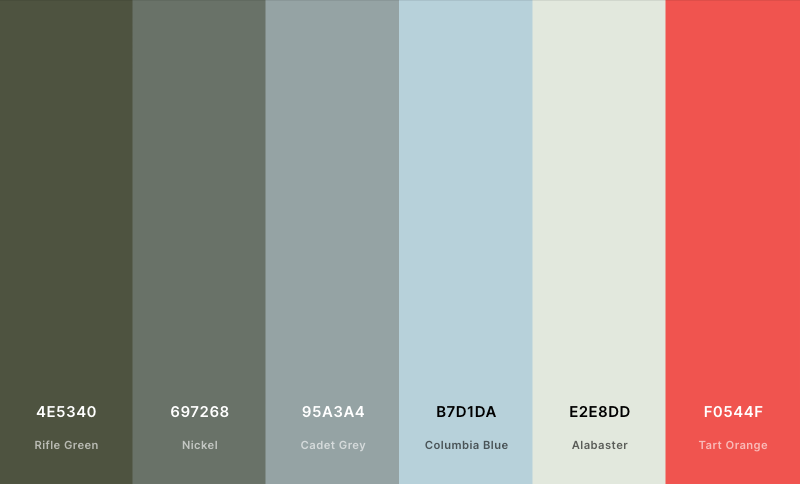 4E5340
Rifle Green
697268
Nickel
95A3A4
Cadet Grey
B7D1DA
Columbia Blue
E2E8DD
Alabaster
F0544F
Tart Orange